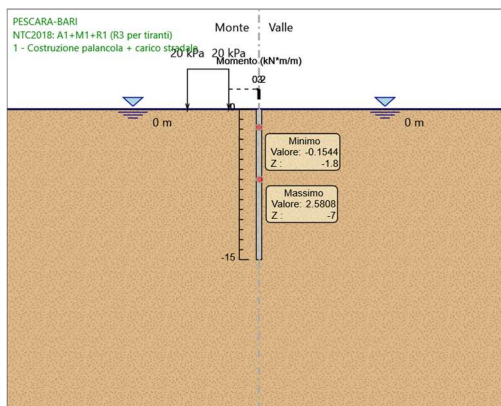 PESCARA-BARI
NTC2018: A1+M1+R1 (R3 per tiranti)
1 - Costruzione palancola + carico stradale
Monte Valle
20 kPa 20 kPa
Momento (kN*m/m)
0
0 m
0 m
Minimo
Valore: -0.1544
Z : -1.8
Massimo
Valore: 2.5808
Z : -7
-15